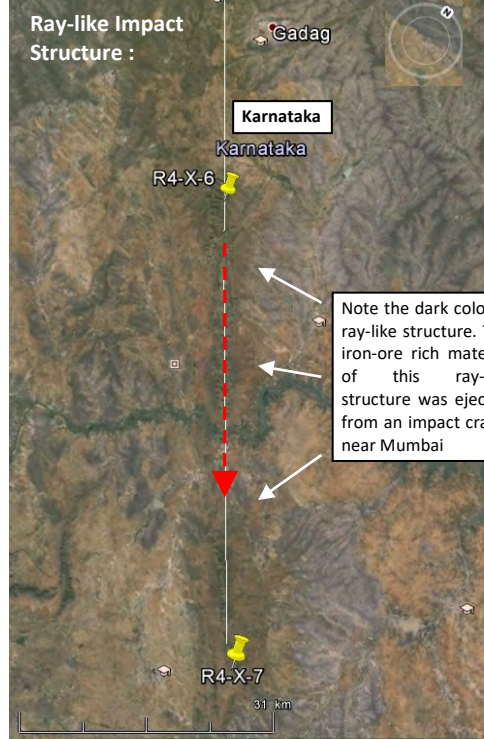 Ray-like Impact
Structure :
N
Gadag
Karnataka
Karnataka
R4-X-6
Note the dark colo
ray-like structure.
iron-ore rich mate
of this ray-
structure was ejec
from an impact cra
near Mumbai
R4-X-7
31 km